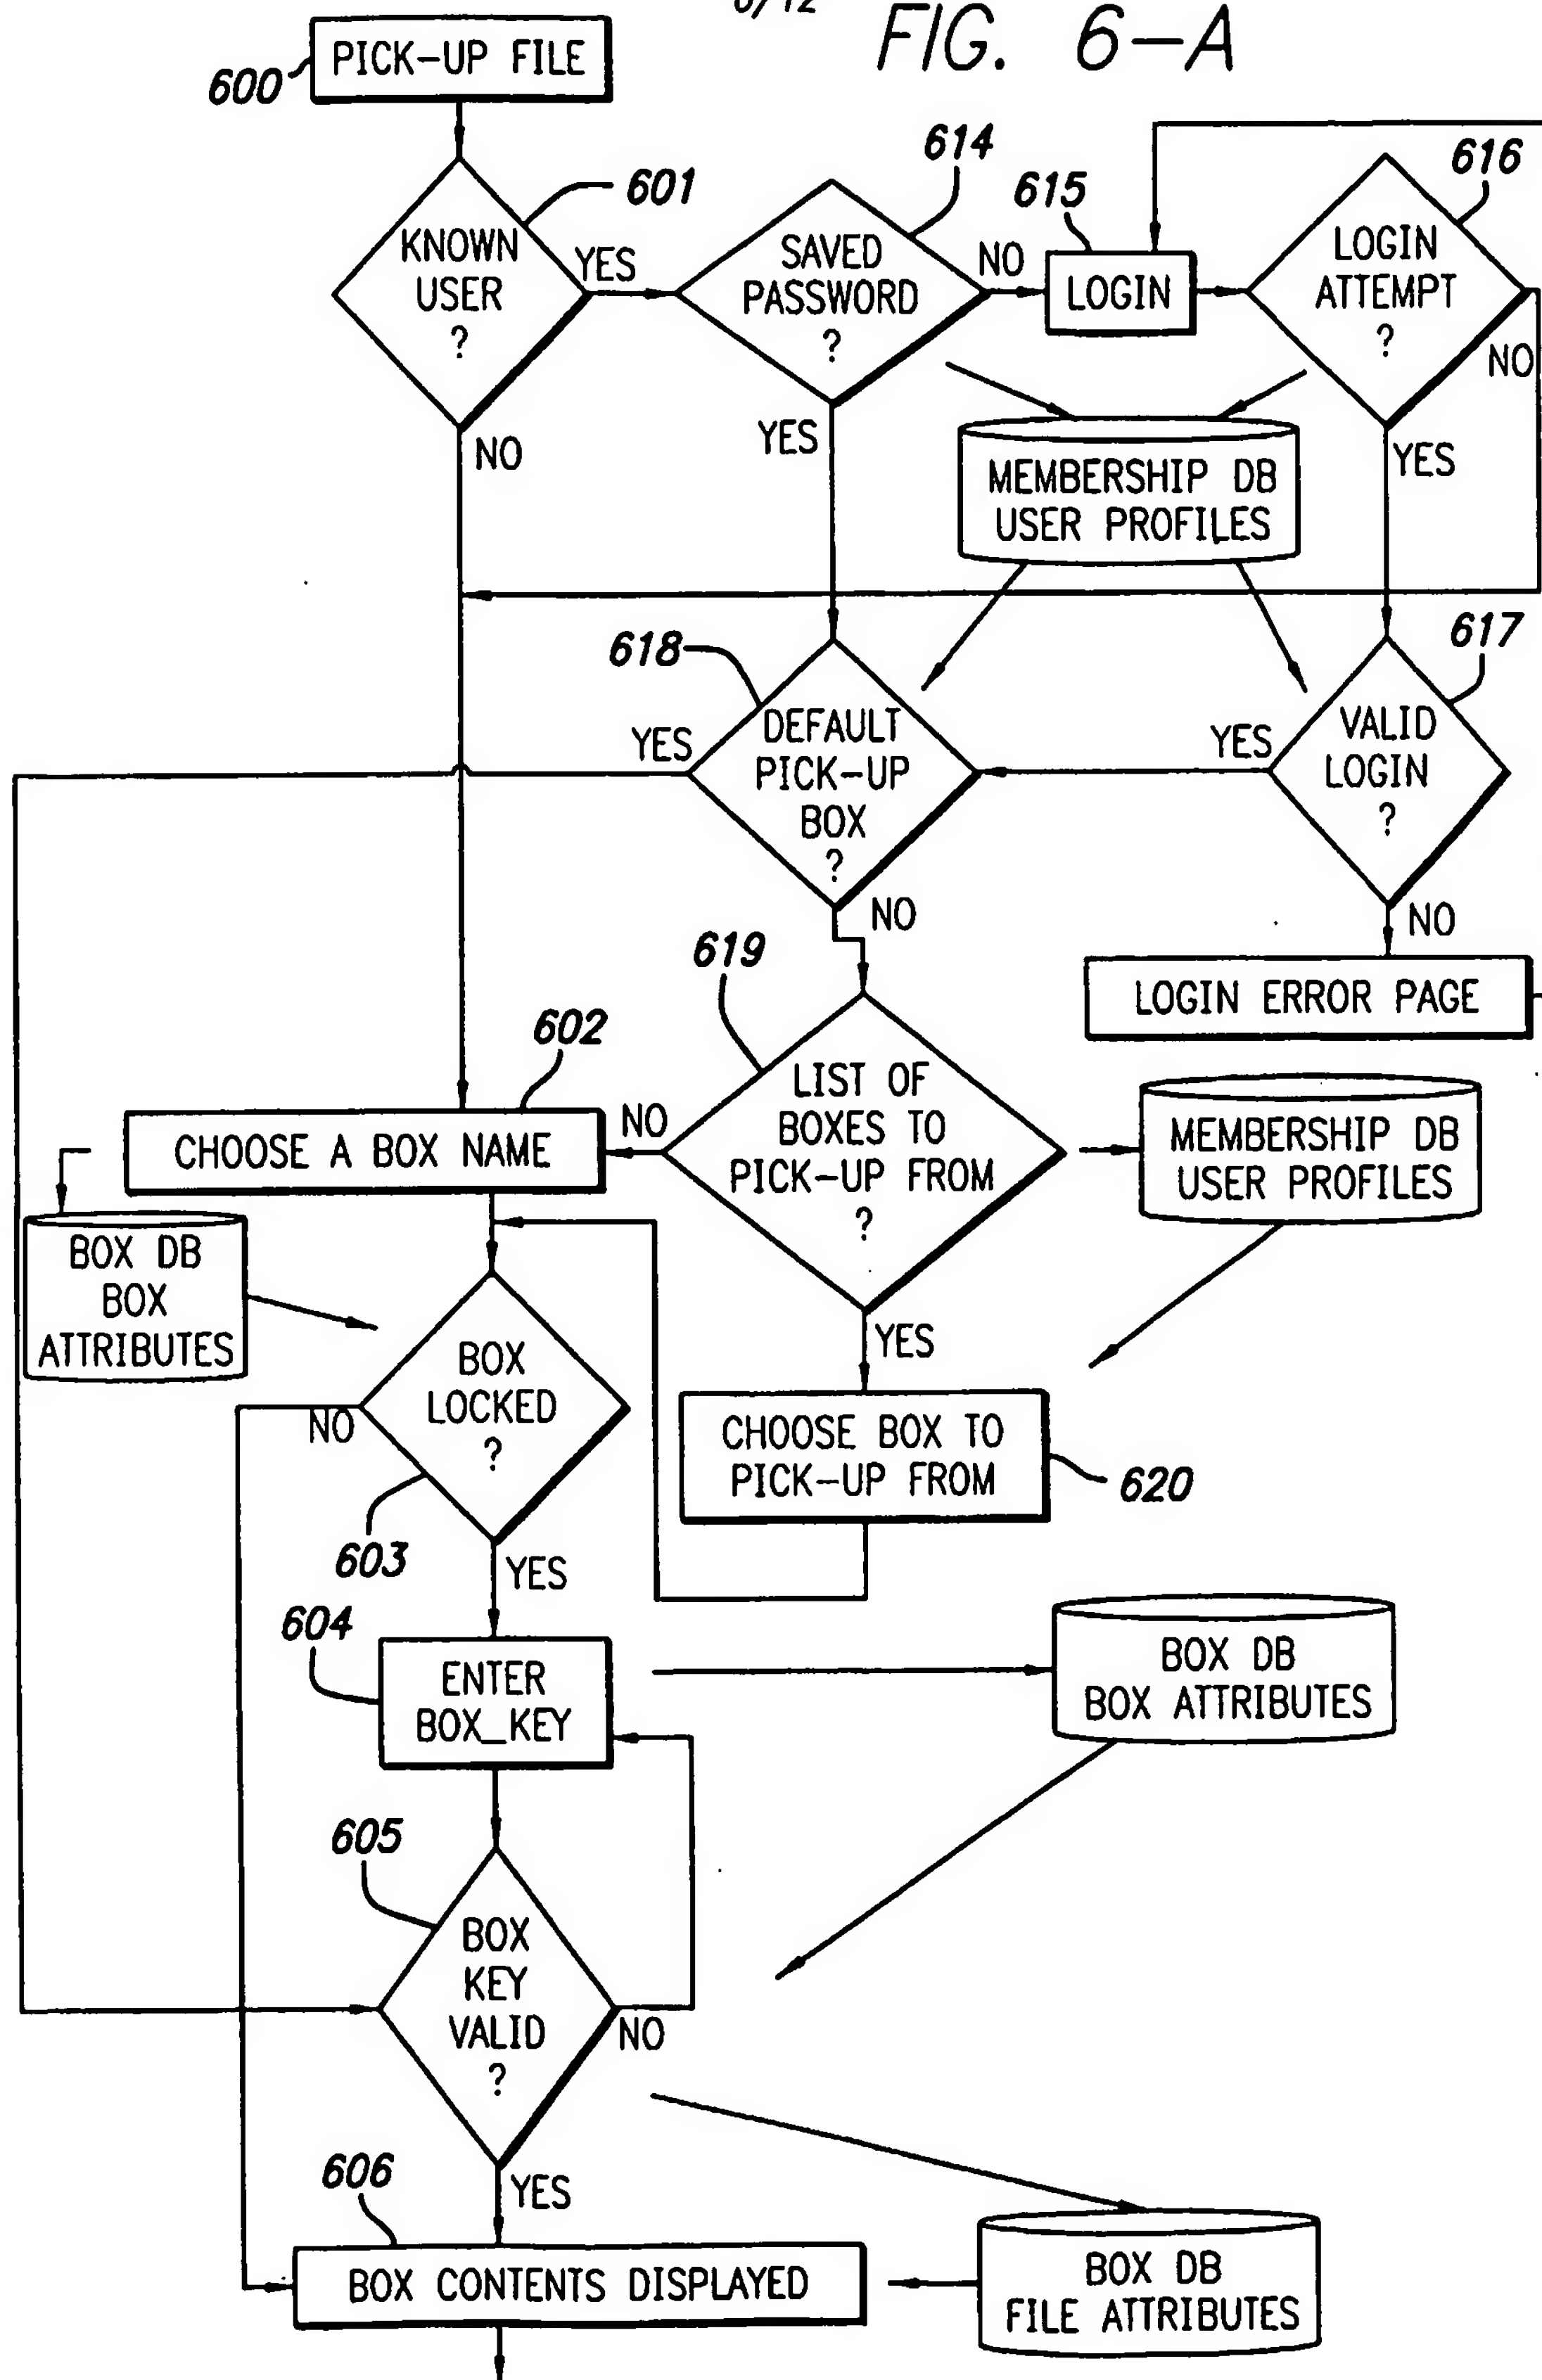 FIG. 6-A
PICK-UP FILE
600
601
KNOWN
USER
?
YES
NO
614
SAVED
PASSWORD
?
NO
YES
615
LOGIN
616
LOGIN
ATTEMPT
?
NO
YES
MEMBERSHIP DB
USER PROFILES
618
DEFAULT
PICK-UP
BOX
?
YES
NO
617
VALID
LOGIN
?
YES
NO
LOGIN ERROR PAGE
619
LIST OF
BOXES TO
PICK-UP FROM
?
NO
YES
MEMBERSHIP DB
USER PROFILES
602
CHOOSE A BOX NAME
BOX DB
BOX
ATTRIBUTES
BOX
LOCKED
?
NO
603
YES
CHOOSE BOX TO
PICK-UP FROM
620
604
ENTER
BOX_KEY
BOX DB
BOX ATTRIBUTES
605
BOX
KEY
VALID
?
NO
YES
606
BOX CONTENTS DISPLAYED
BOX DB
FILE ATTRIBUTES